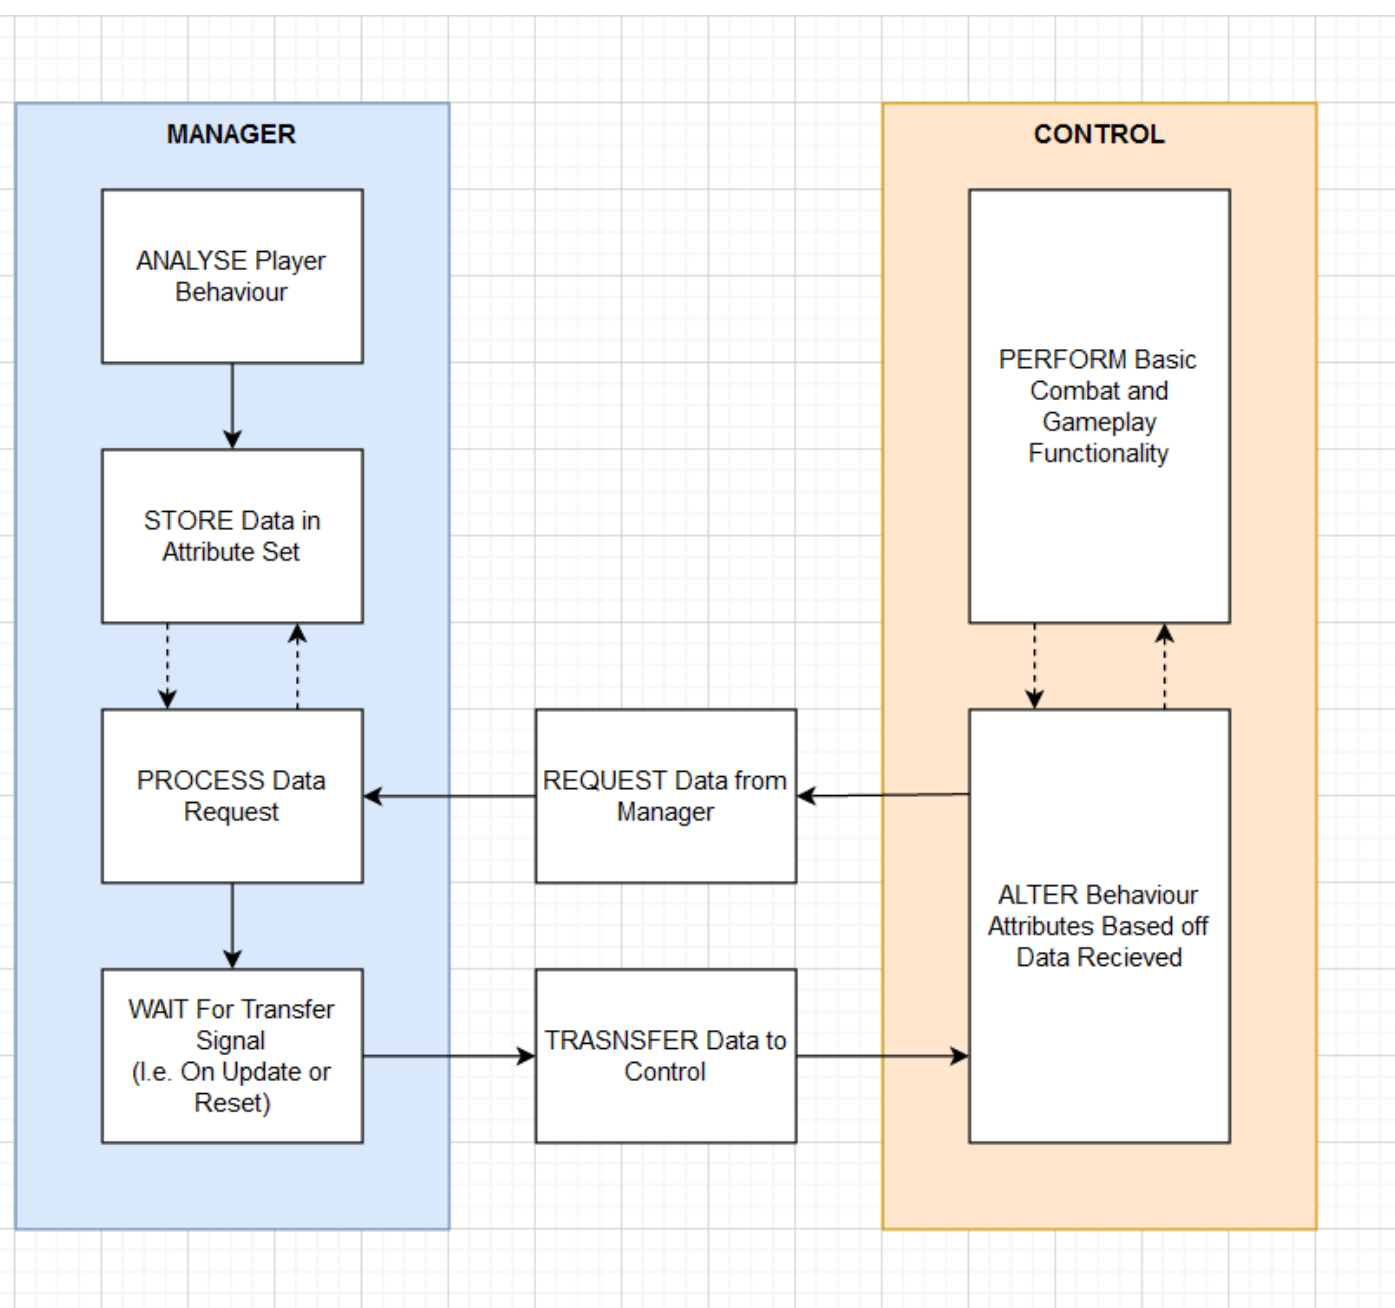 MANAGER
ANALYSE Player
Behaviour
STORE Data in
Attribute Set
PROCESS Data
Request
WAIT For Transfer
Signal
(I.e. On Update or
Reset)
REQUEST Data from
Manager
TRASNSFER Data to
Control
CONTROL
PERFORM Basic
Combat and
Gameplay
Functionality
ALTER Behaviour
Attributes Based off
Data Recieved